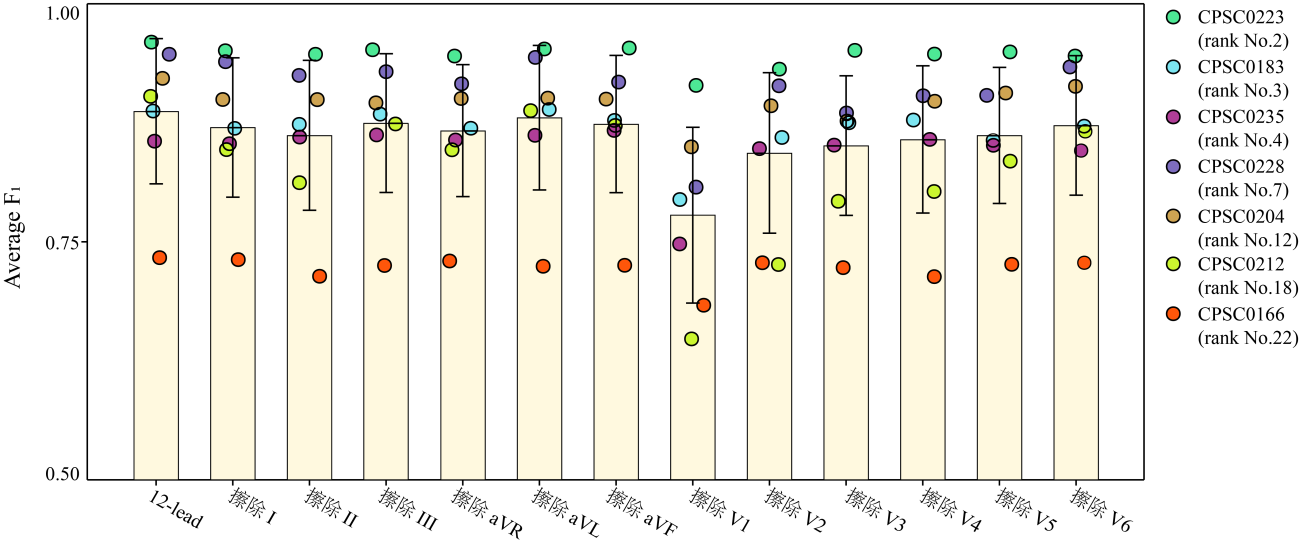 1.00
0.75
0.50
Average F₁
12-lead
擦除 I
擦除 II
擦除 III
擦除 aVR
擦除 aVL
擦除 aVF
擦除 V1
擦除 V2
擦除 V3
擦除 V4
擦除 V5
擦除 V6
CPSC0223
(rank No.2)
CPSC0183
(rank No.3)
CPSC0235
(rank No.4)
CPSC0228
(rank No.7)
CPSC0204
(rank No.12)
CPSC0212
(rank No.18)
CPSC0166
(rank No.22)